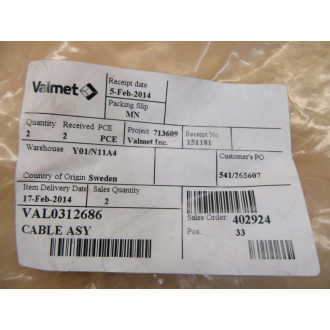 Valmet
Receipt date
5-Feb-2014
Packing Slip
MN
Quantity Received PCE
2 2 PCE
Project 713609
Valmet Inc.
Receipt No
151181
Warehouse Y01/N11A4
Customer's PO
Country of Origin Sweden
541/265607
Item Delivery Date
17-Feb-2014
Sales Quantity
2
VAL0312686
CABLE ASY
Sales Order: 402924
Pos.: 33